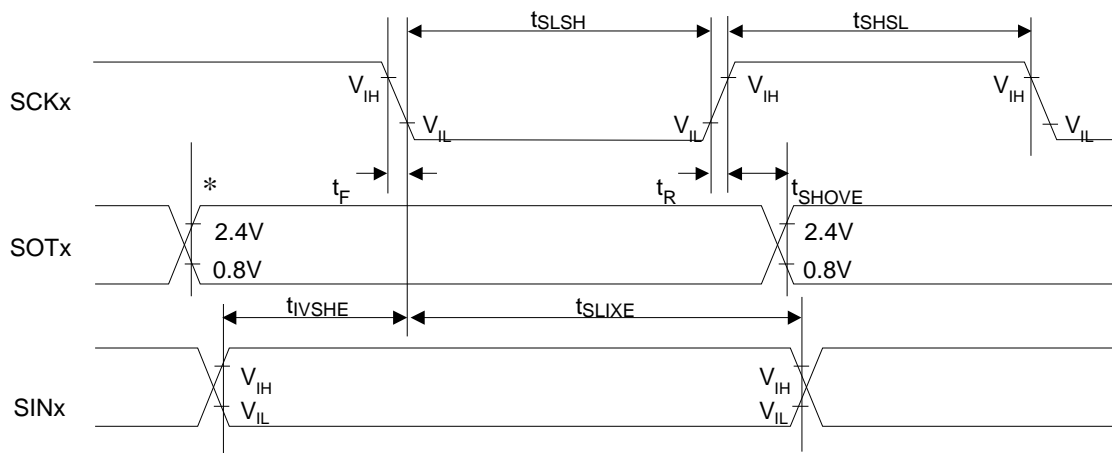 tSLSH tSHSL
SCKx VIH VIL VIL VIH VIH VIL
* tF tR tSHOVE
SOTx 2.4V 0.8V 2.4V 0.8V
tIVSHE tSLIXE
SINx VIH VIL VIH VIL